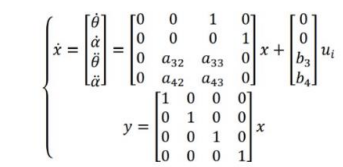 ẋ = [θ̇ α̇ θ̈ α̈] = [0 0 1 0; 0 0 0 1; 0 a₃₂ a₃₃ 0; 0 a₄₂ a₄₃ 0] x + [0; 0; b₃; b₄] uᵢ
y = [1 0 0 0; 0 1 0 0; 0 0 1 0; 0 0 0 1] x